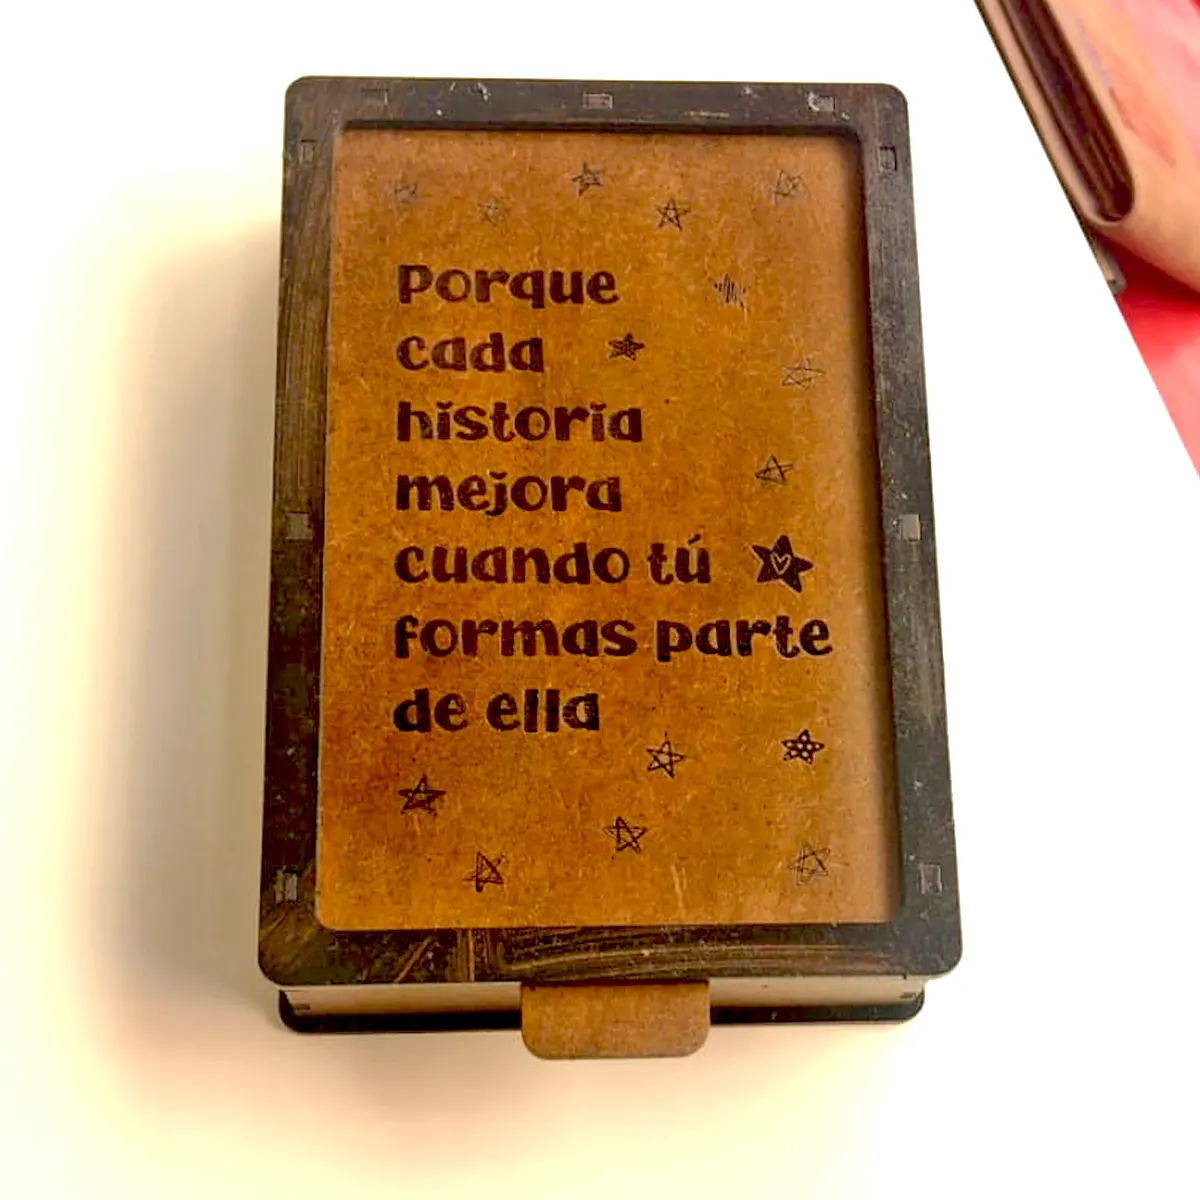 Porque
cada
historia
mejora
cuando tú
formas parte
de ella